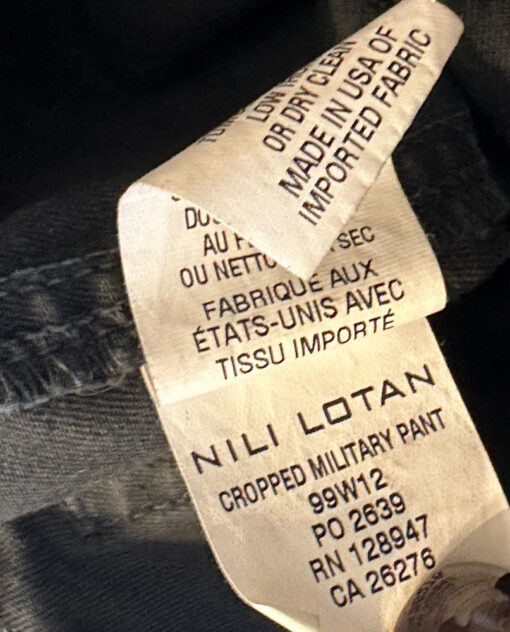 LOW
OR DRY CLEAN
MADE IN USA OF
IMPORTED FABRIC
AU
SEC
OU
FABRIQUE AUX
ÉTATS-UNIS AVEC
TISSU IMPORTÉ
NILI LOTAN
CROPPED MILITARY PANT
99W12
PO 2639
RN 128947
CA 26276